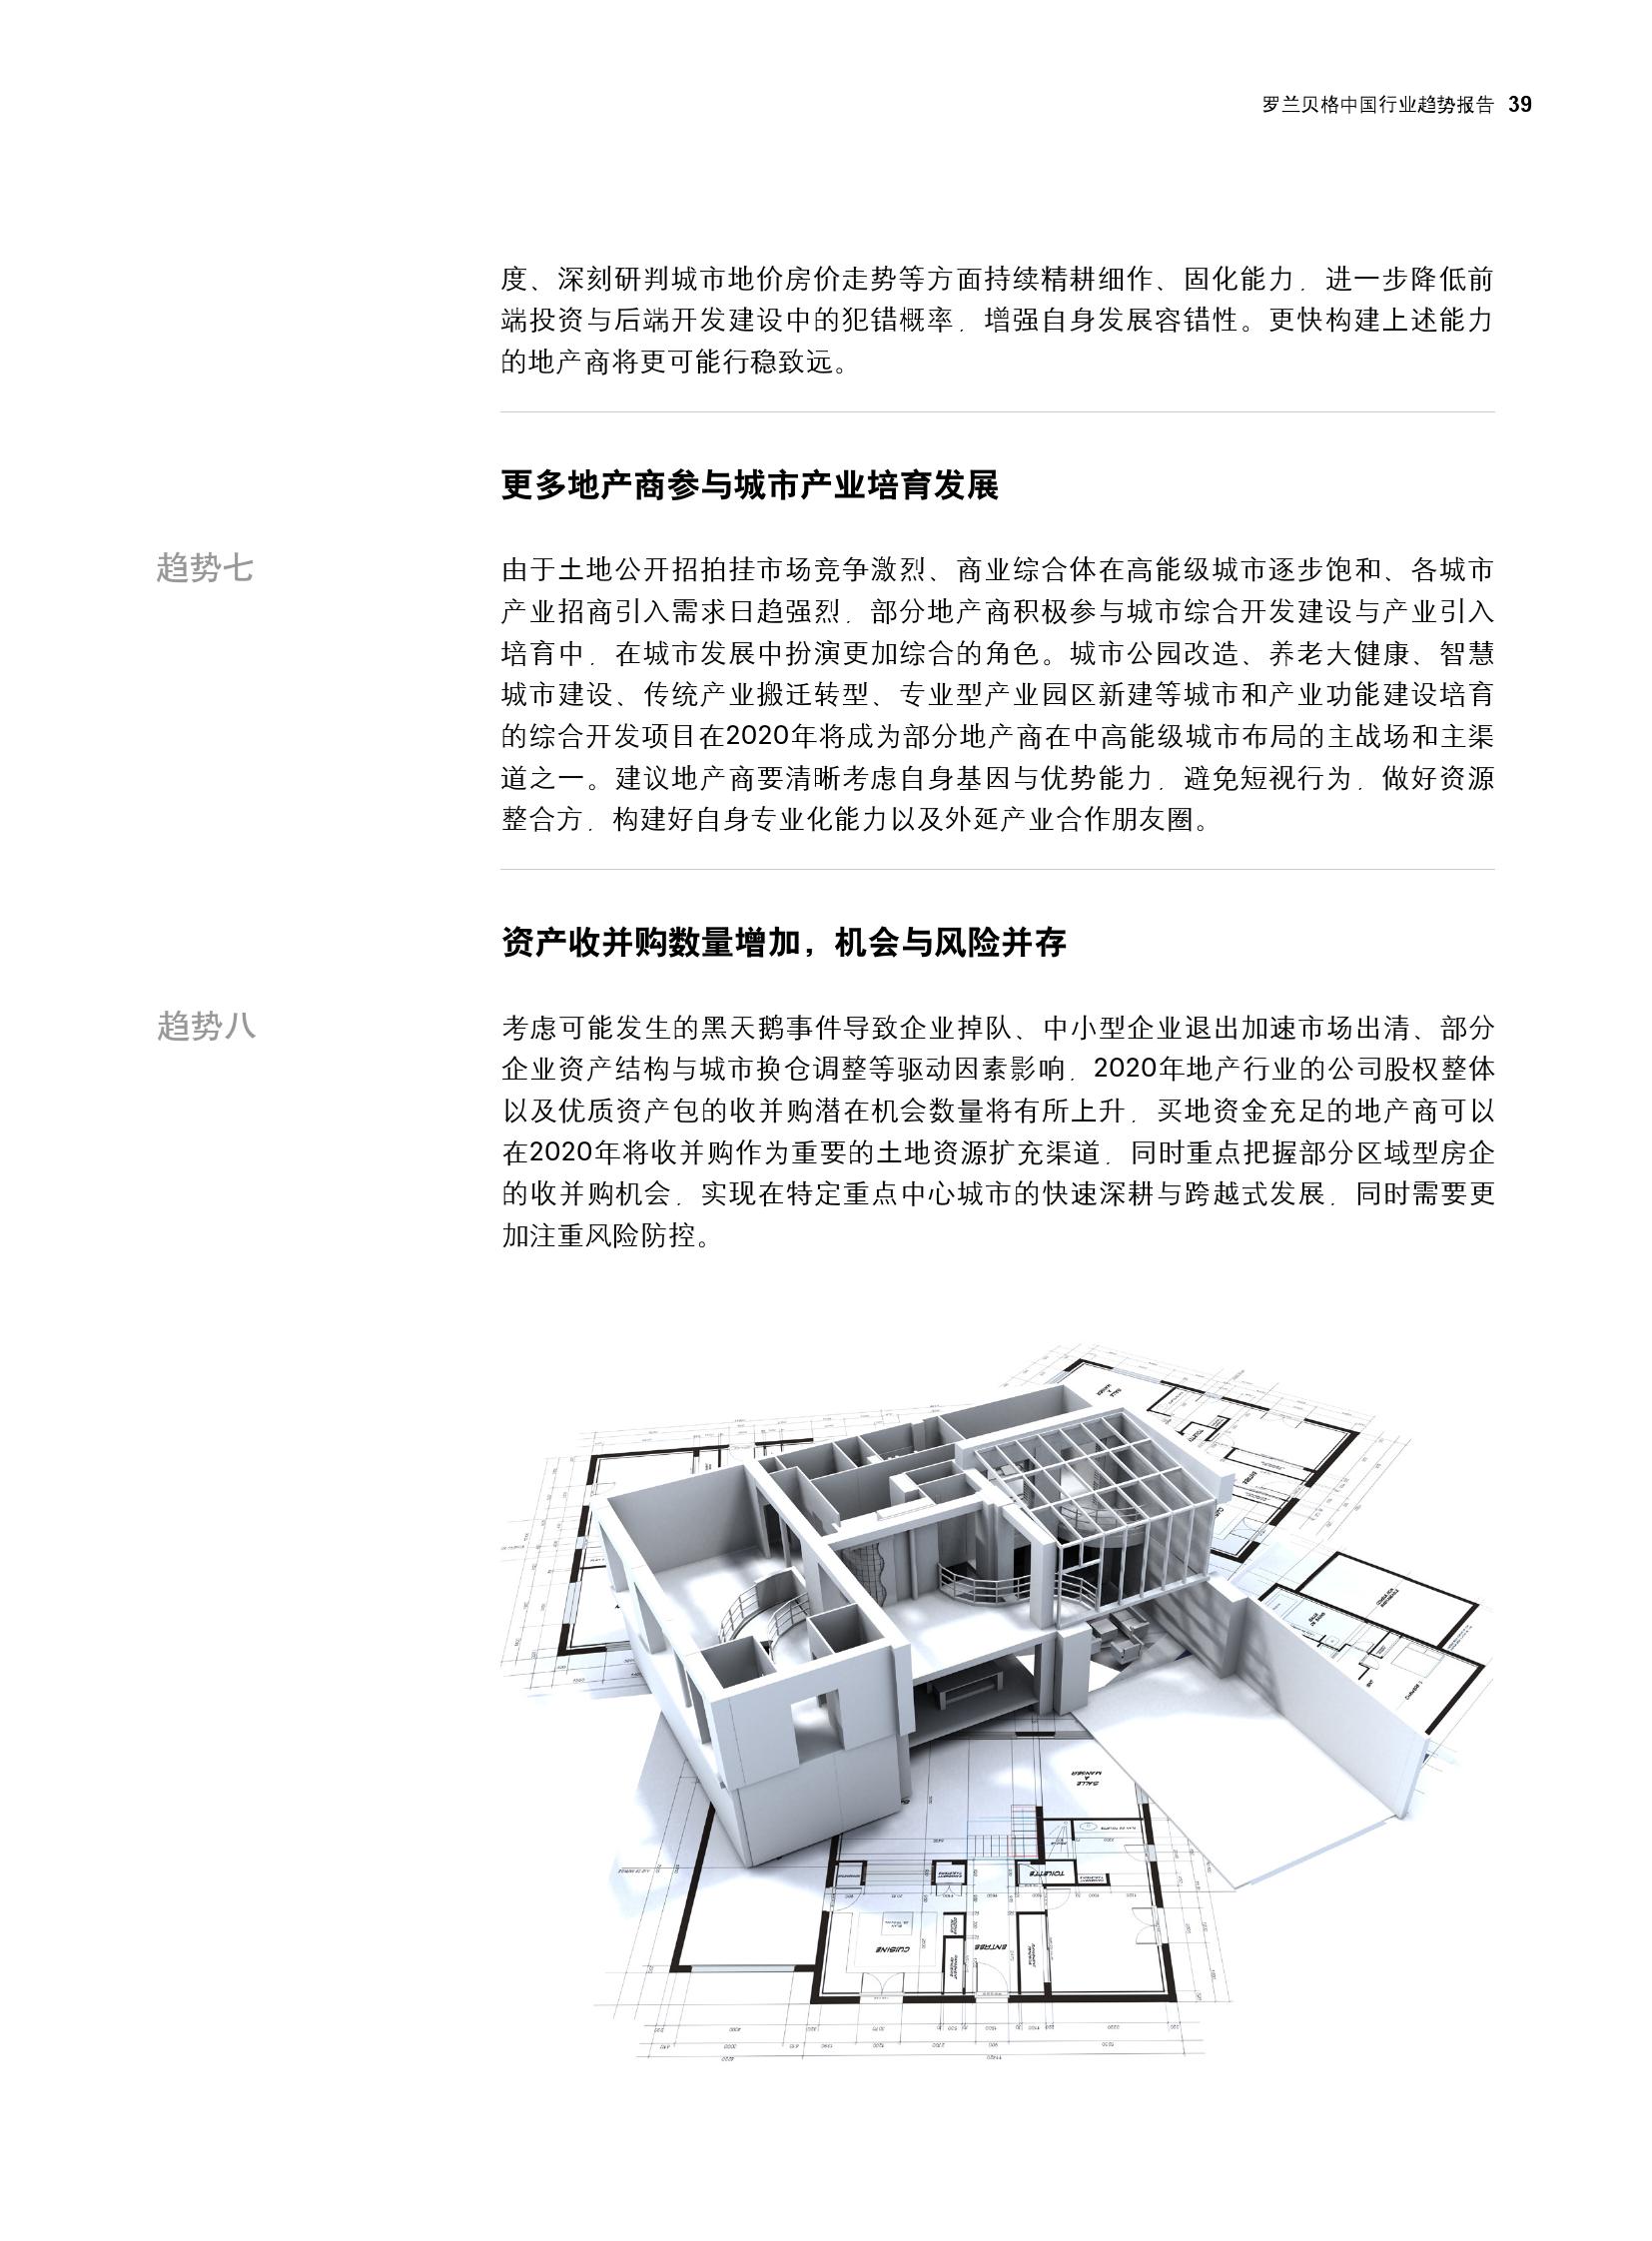 罗兰贝格中国行业趋势报告 39
度、深刻研判城市地价房价走势等方面持续精耕细作、固化能力，进一步降低前
端投资与后端开发建设中的犯错概率，增强自身发展容错性。更快构建上述能力
的地产商将更可能行稳致远。
更多地产商参与城市产业培育发展
趋势七
由于土地公开招拍挂市场竞争激烈、商业综合体在高能级城市逐步饱和、各城市
产业招商引入需求日趋强烈，部分地产商积极参与城市综合开发建设与产业引入
培育中，在城市发展中扮演更加综合的角色。城市公园改造、养老大健康、智慧
城市建设、传统产业搬迁转型、专业型产业园区新建等城市和产业功能建设培育
的综合开发项目在2020年将成为部分地产商在中高能级城市布局的主战场和主渠
道之一。建议地产商要清晰考虑自身基因与优势能力，避免短视行为，做好资源
整合方，构建好自身专业化能力以及外延产业合作朋友圈。
资产收并购数量增加，机会与风险并存
趋势八
考虑可能发生的黑天鹅事件导致企业掉队、中小型企业退出加速市场出清、部分
企业资产结构与城市换仓调整等驱动因素影响，2020年地产行业的公司股权整体
以及优质资产包的收并购潜在机会数量将有所上升，买地资金充足的地产商可以
在2020年将收并购作为重要的土地资源扩充渠道，同时重点把握部分区域型房企
的收并购机会，实现在特定重点中心城市的快速深耕与跨越式发展，同时需要更
加注重风险防控。
SALLE
A
MANGER
TOILETTE
CUISINE
ENTREE